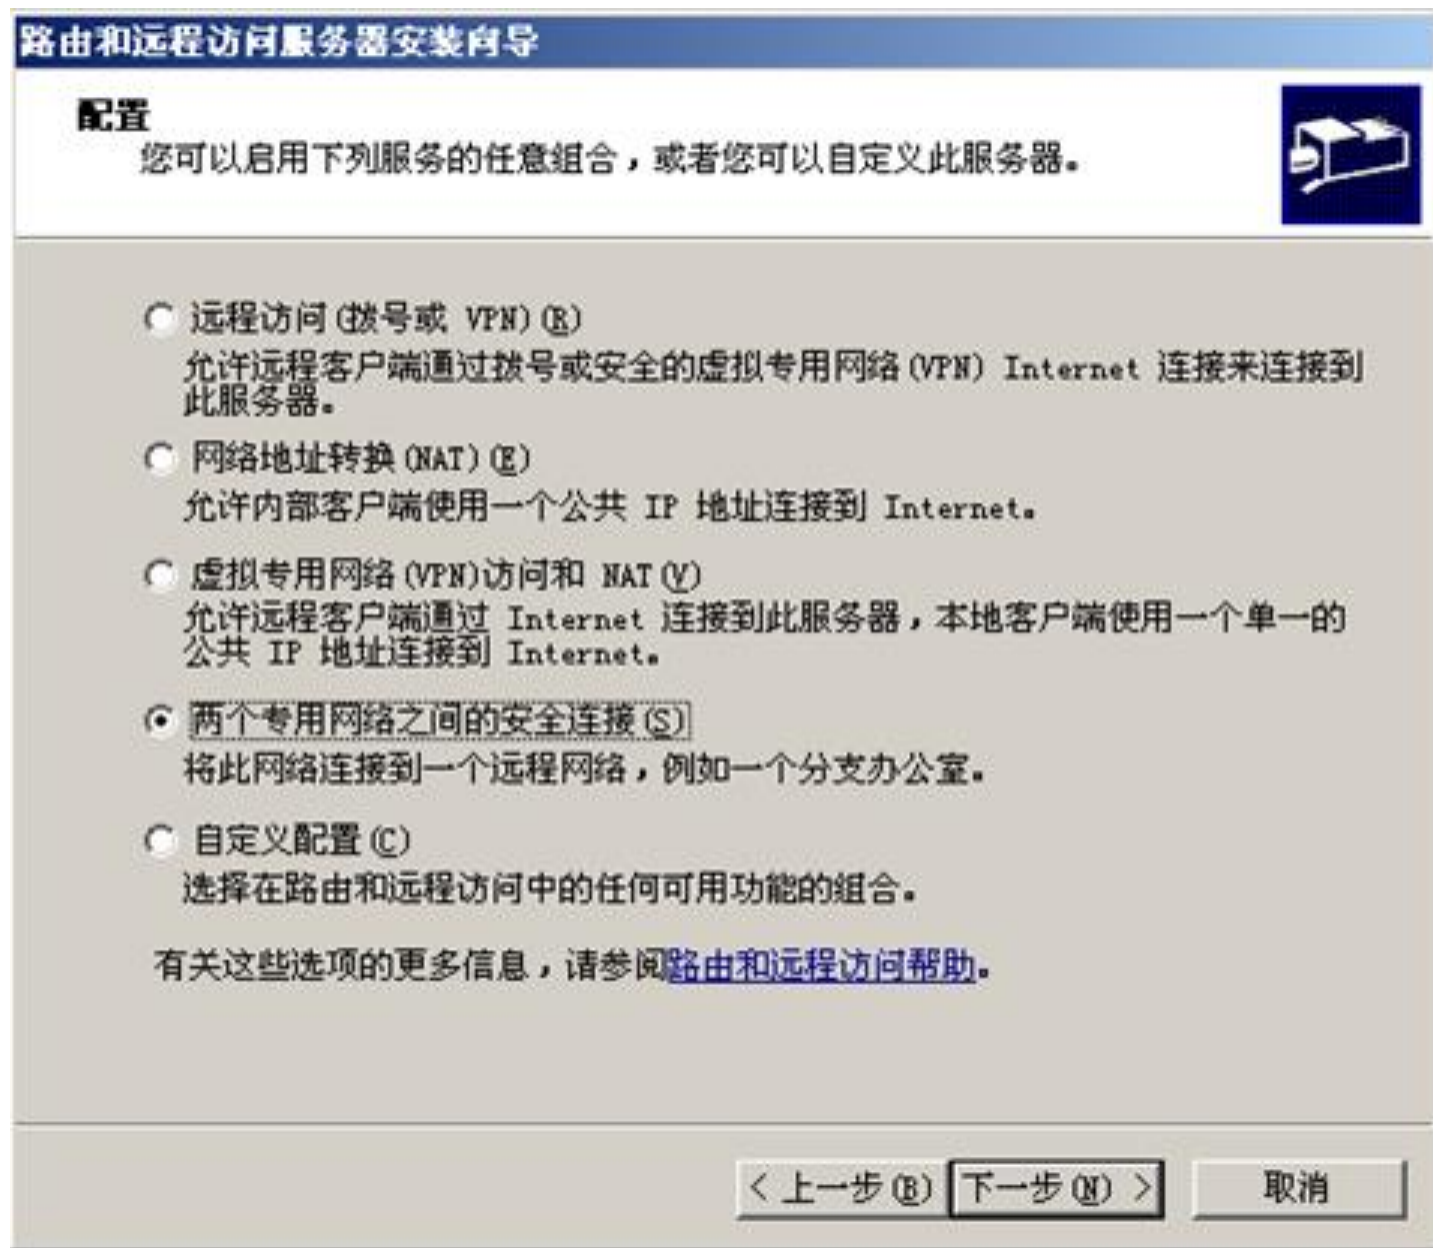 路由和远程访问服务器安装向导
配置
您可以启用下列服务的任意组合，或者您可以自定义此服务器。
远程访问(拨号或 VPN)(R)
允许远程客户端通过拨号或安全的虚拟专用网络(VPN) Internet 连接来连接到
此服务器。
网络地址转换(NAT)(E)
允许内部客户端使用一个公共 IP 地址连接到 Internet。
虚拟专用网络(VPN)访问和 NAT(V)
允许远程客户端通过 Internet 连接到此服务器，本地客户端使用一个单一的
公共 IP 地址连接到 Internet。
两个专用网络之间的安全连接(S)
将此网络连接到一个远程网络，例如一个分支办公室。
自定义配置(C)
选择在路由和远程访问中的任何可用功能的组合。
有关这些选项的更多信息，请参阅路由和远程访问帮助。
< 上一步(B) 下一步(N) > 取消